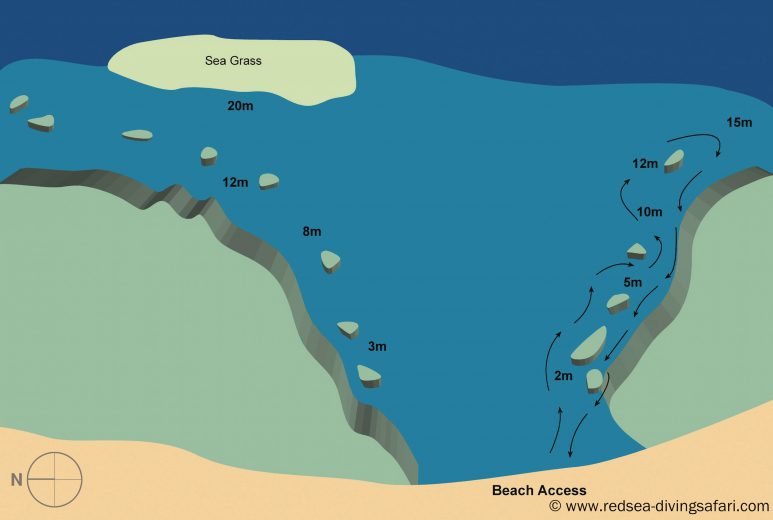 Sea Grass
20m
15m
12m
12m
10m
8m
5m
3m
2m
N
Beach Access
© www.redsea-divingsafari.com